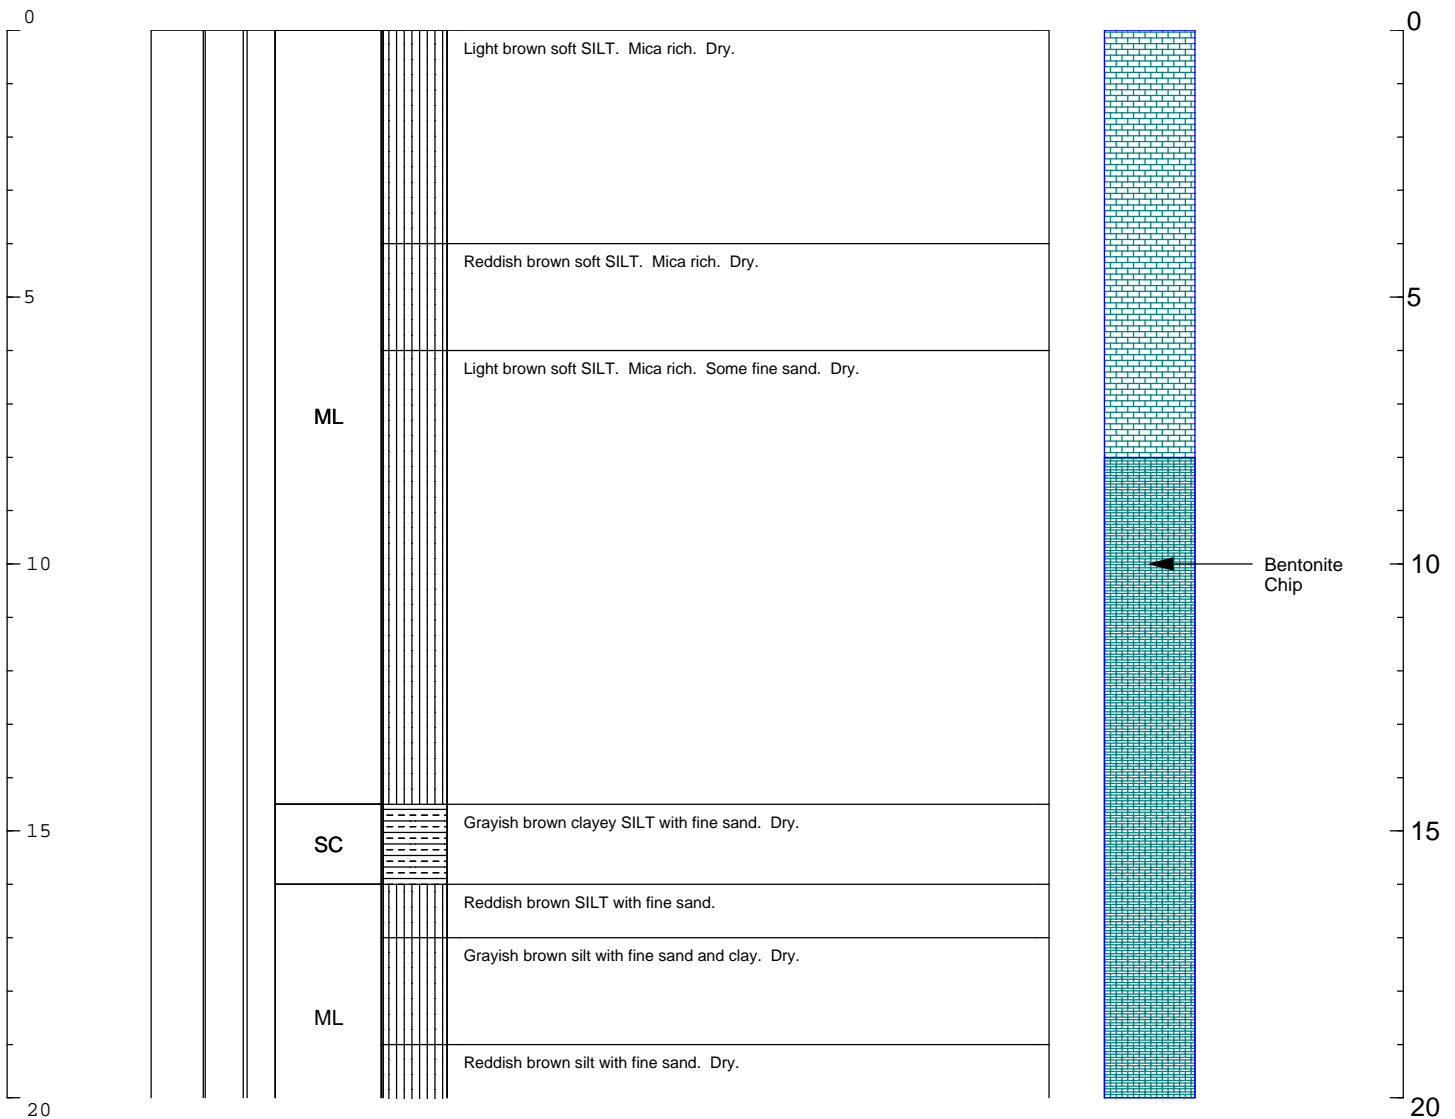 0
0
Light brown soft SILT.  Mica rich.  Dry.
Reddish brown soft SILT.  Mica rich.  Dry.
5
5
Light brown soft SILT.  Mica rich.  Some fine sand.  Dry.
ML
10
Bentonite
Chip
10
Grayish brown clayey SILT with fine sand.  Dry.
15
15
SC
Reddish brown SILT with fine sand.
Grayish brown silt with fine sand and clay.  Dry.
ML
Reddish brown silt with fine sand.  Dry.
20
20